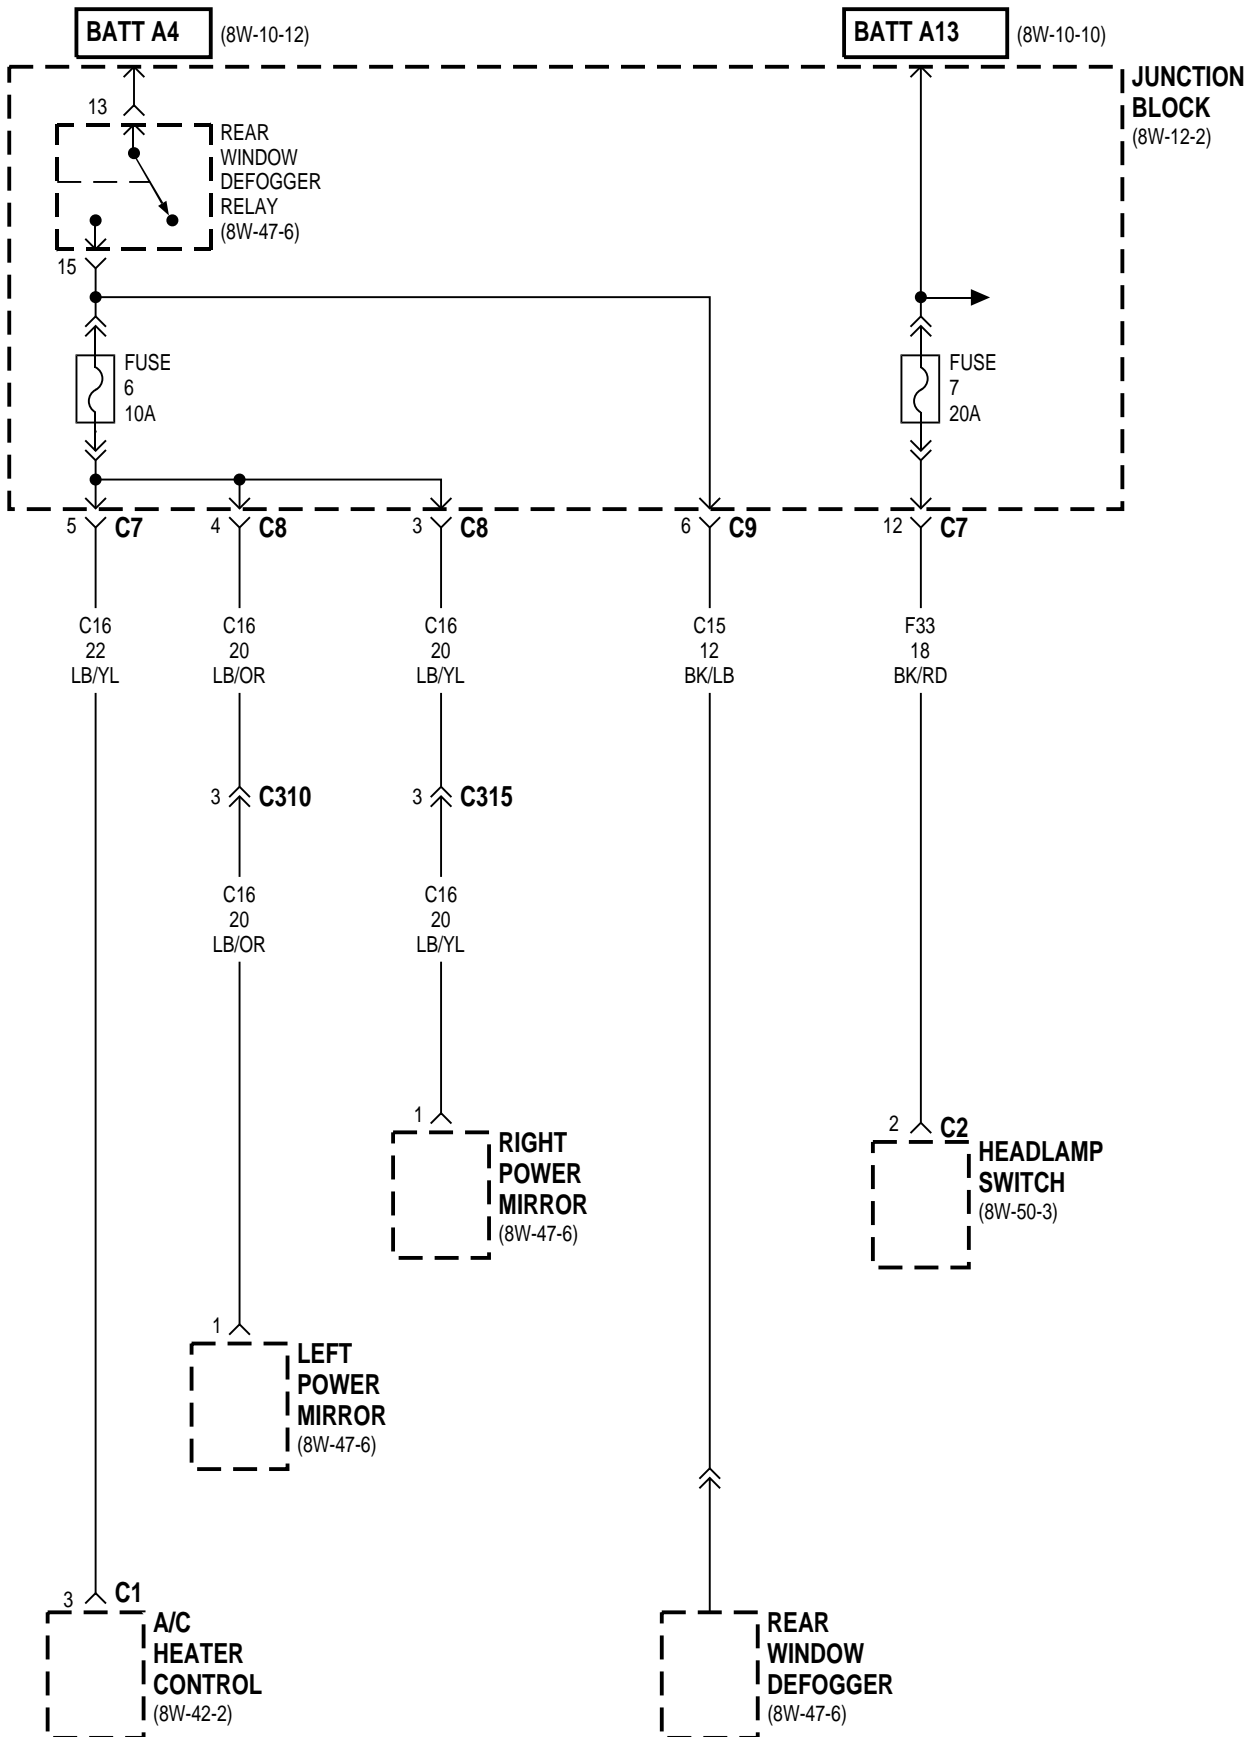 BATT A4 (8W-10-12)
BATT A13 (8W-10-10)
JUNCTION
BLOCK
(8W-12-2)
13
REAR
WINDOW
DEFOGGER
RELAY
(8W-47-6)
15
FUSE
6
10A
FUSE
7
20A
5 C7
4 C8
3 C8
6 C9
12 C7
C16
22
LB/YL
C16
20
LB/OR
C16
20
LB/YL
C15
12
BK/LB
F33
18
BK/RD
3 C310
3 C315
C16
20
LB/OR
C16
20
LB/YL
1
RIGHT
POWER
MIRROR
(8W-47-6)
2 C2
HEADLAMP
SWITCH
(8W-50-3)
1
LEFT
POWER
MIRROR
(8W-47-6)
3 C1
A/C
HEATER
CONTROL
(8W-42-2)
REAR
WINDOW
DEFOGGER
(8W-47-6)